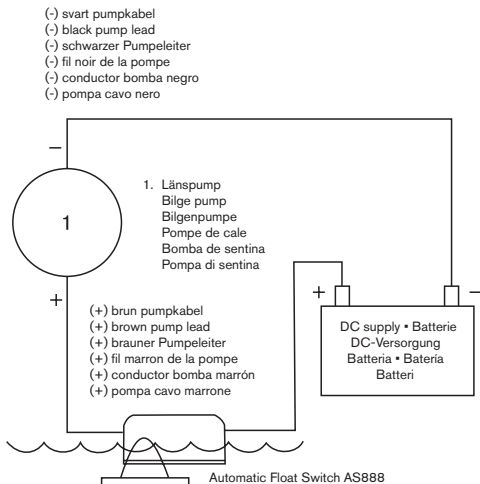 (-) svart pumpkabel
(-) black pump lead
(-) schwarzer Pumpeleiter
(-) fil noir de la pompe
(-) conductor bomba negro
(-) pompa cavo nero
–
1
1. Länspump
Bilge pump
Bilgenpumpe
Pompe de cale
Bomba de sentina
Pompa di sentina
+
(+) brun pumpkabel
(+) brown pump lead
(+) brauner Pumpeleiter
(+) fil marron de la pompe
(+) conductor bomba marrón
(+) pompa cavo marrone
+ –
DC supply • Batterie
DC-Versorgung
Batteria • Batería
Batteri
Automatic Float Switch AS888